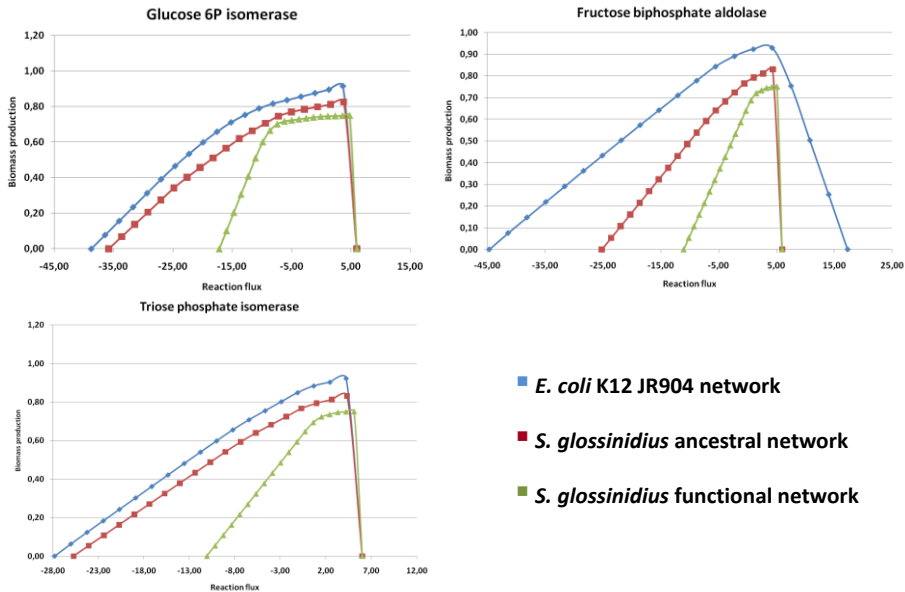 Glucose 6P isomerase
1,20
1,00
0,80
0,60
0,40
0,20
0,00
Biomass production
-45,00 -35,00 -25,00 -15,00 -5,00 5,00 15,00
Reaction flux
Fructose biphosphate aldolase
1,00
0,90
0,80
0,70
0,60
0,50
0,40
0,30
0,20
0,10
0,00
Biomass production
-45,00 -35,00 -25,00 -15,00 -5,00 5,00 15,00 25,00
Reaction flux
Triose phosphate isomerase
1,20
1,00
0,80
0,60
0,40
0,20
0,00
Biomass production
-28,00 -23,00 -18,00 -13,00 -8,00 -3,00 2,00 7,00 12,00
Reaction flux
E. coli K12 JR904 network
S. glossinidius ancestral network
S. glossinidius functional network